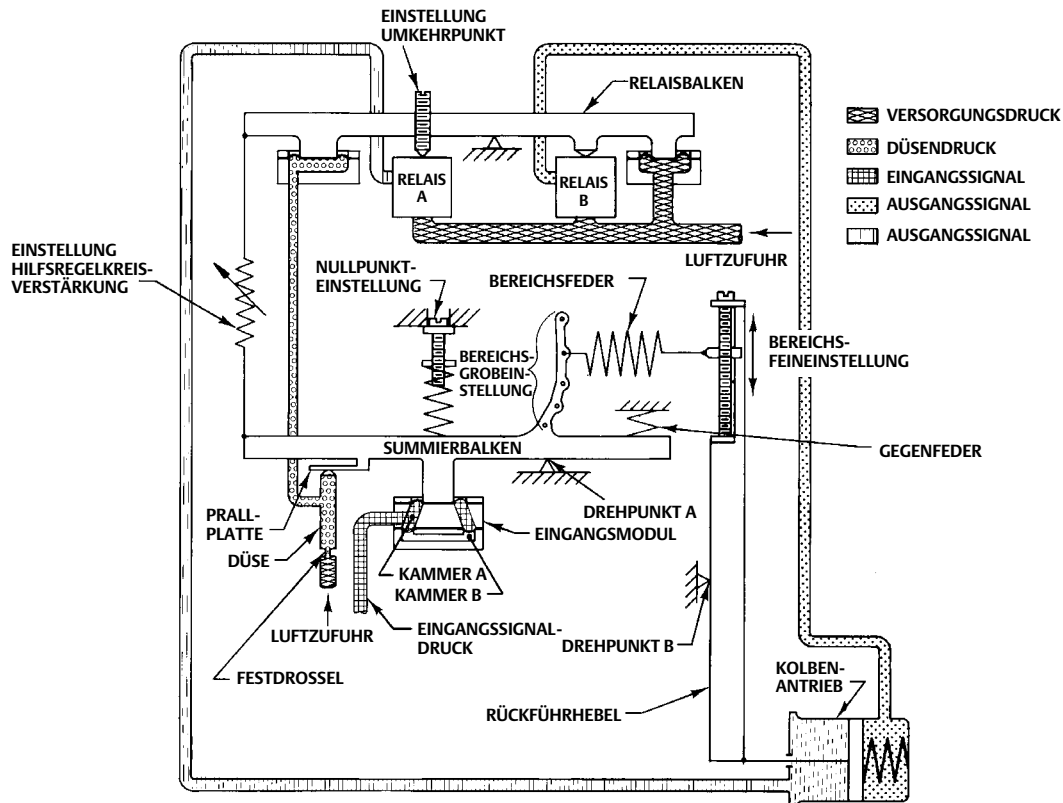 EINSTELLUNG
UMKEHRPUNKT
RELAISBALKEN
VERSORGUNGSDRUCK
DÜSENDRUCK
EINGANGSSIGNAL
AUSGANGSSIGNAL
AUSGANGSSIGNAL
RELAIS
A
RELAIS
B
LUFTZUFUHR
EINSTELLUNG
HILFSREGELKREIS-
VERSTÄRKUNG
NULLPUNKT-
EINSTELLUNG
BEREICHSFEDER
BEREICHS-
GROBEIN-
STELLUNG
BEREICHS-
FEINEINSTELLUNG
SUMMIERBALKEN
GEGENFEDER
PRALL-
PLATTE
DÜSE
DREHPUNKT A
EINGANGSMODUL
KAMMER A
KAMMER B
LUFTZUFUHR
EINGANGSSIGNAL-
DRUCK
DREHPUNKT B
FESTDROSSEL
RÜCKFÜHRHEBEL
KOLBEN-
ANTRIEB